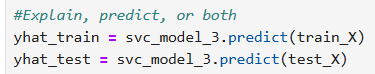 #Explain, predict, or both
yhat_train = svc_model_3.predict(train_X)
yhat_test = svc_model_3.predict(test_X)